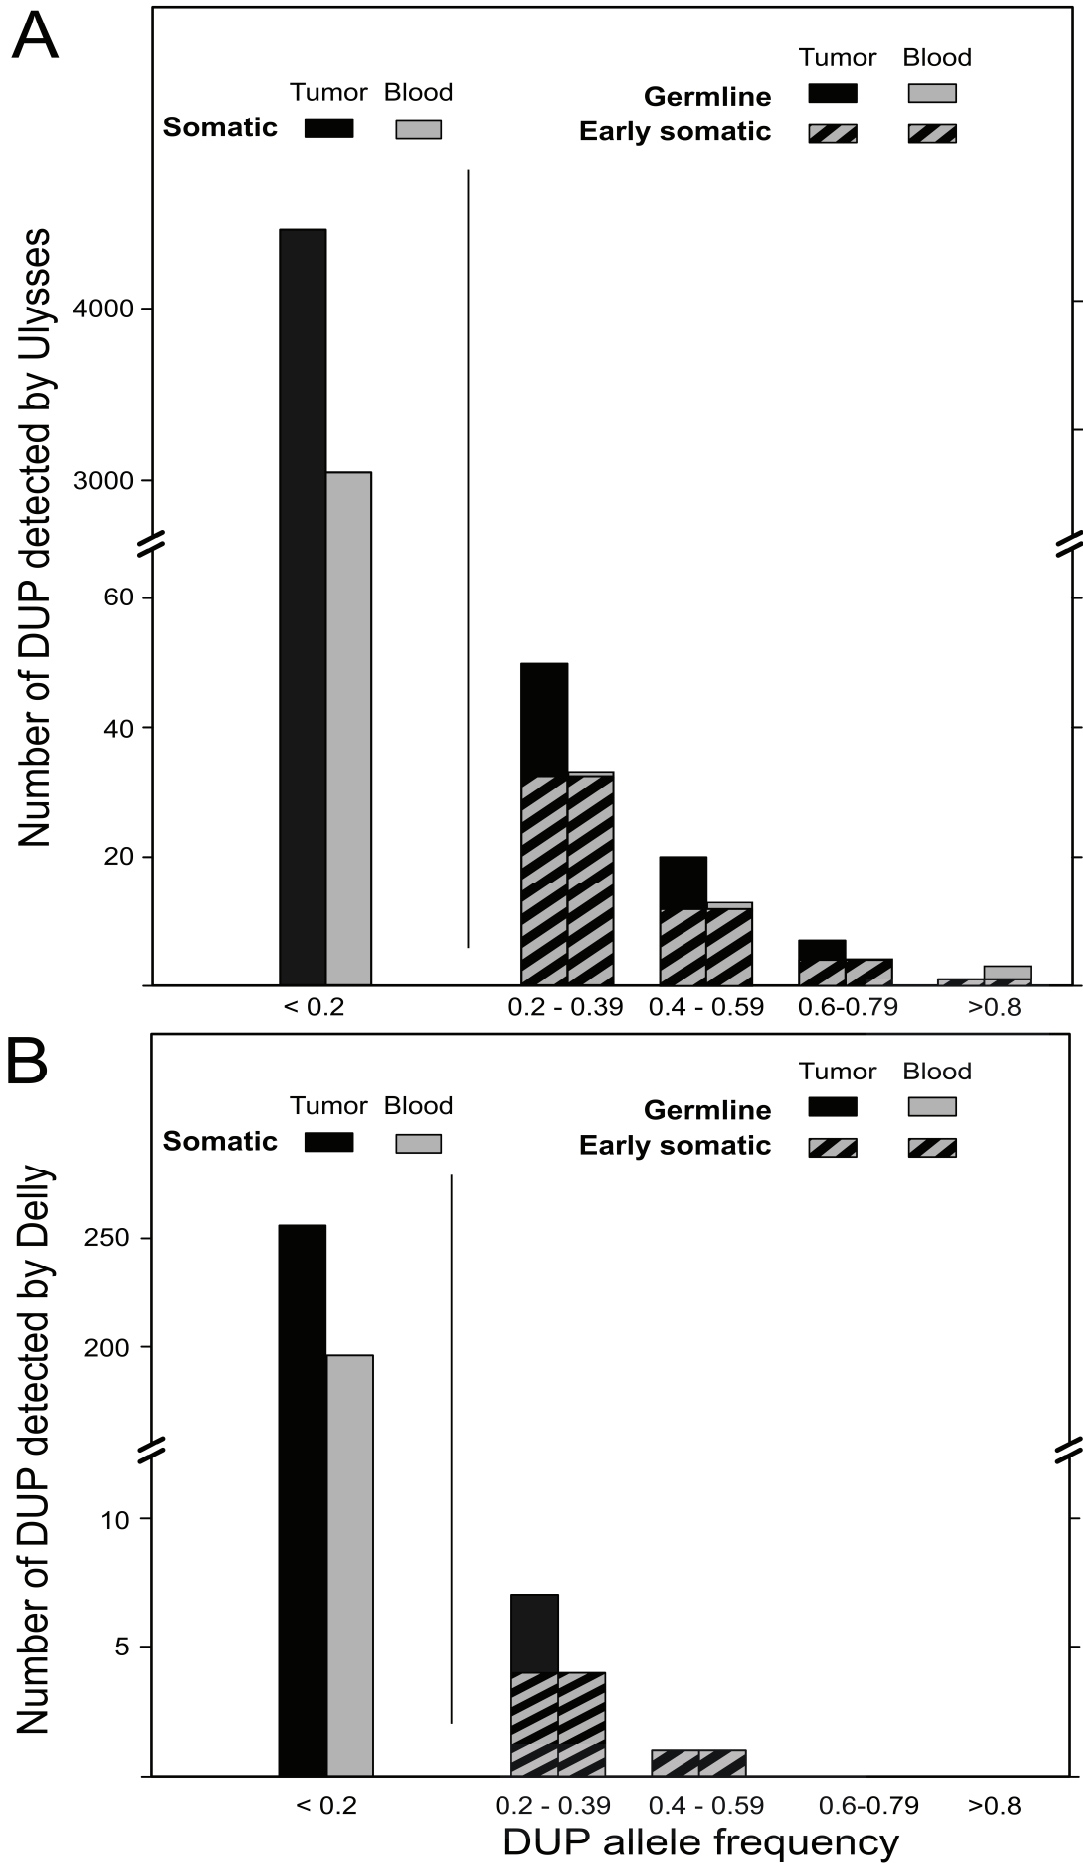 A
Tumor Blood
Somatic
Tumor Blood
Germline
Early somatic
Number of DUP detected by Ulysses
4000
3000
60
40
20
< 0.2
0.2 - 0.39
0.4 - 0.59
0.6-0.79
>0.8
B
Tumor Blood
Somatic
Tumor Blood
Germline
Early somatic
Number of DUP detected by Delly
250
200
10
5
< 0.2
0.2 - 0.39
0.4 - 0.59
0.6-0.79
>0.8
DUP allele frequency